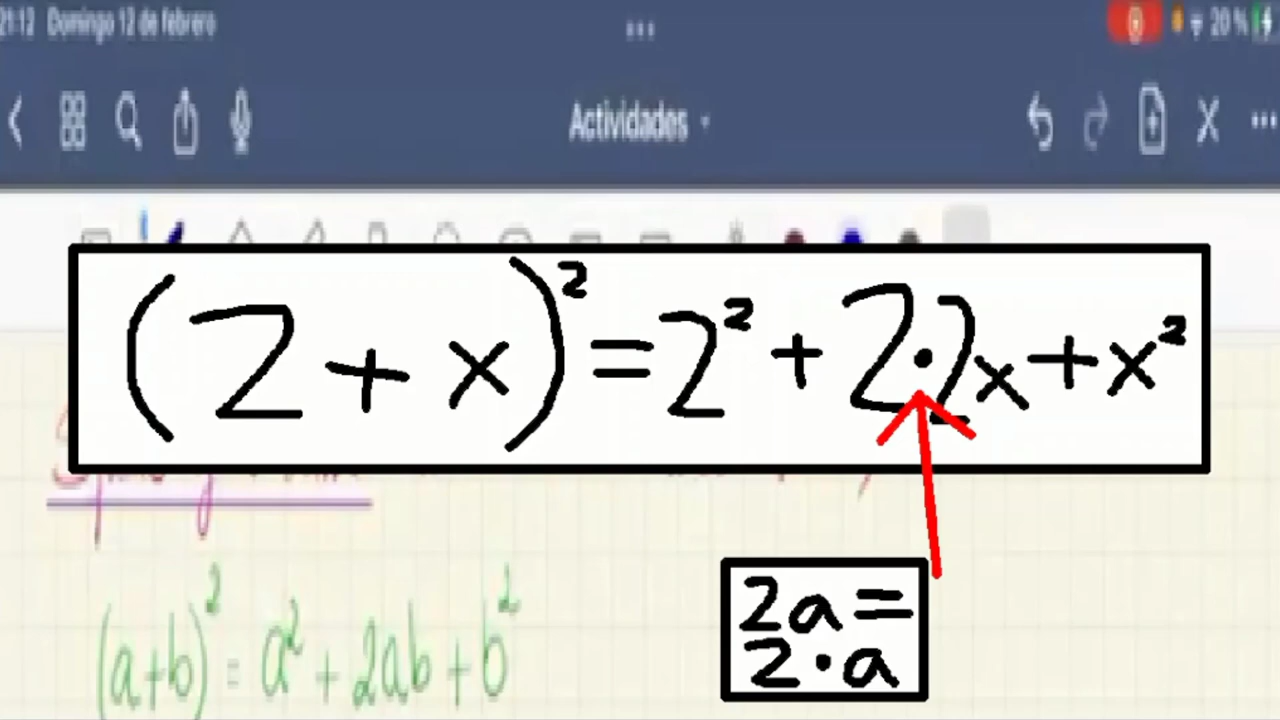 21:12 Domingo 12 de febrero
20 %
Actividades
(2 + x)² = 2² + 2·2x + x²
2a =
2·a
(a+b)² = a² + 2ab + b²